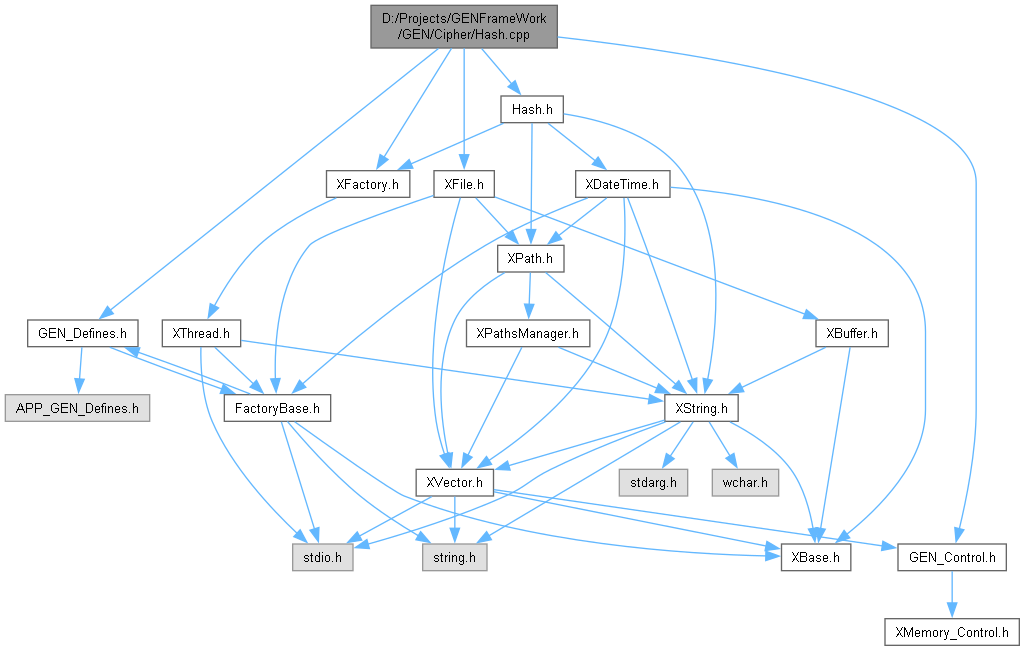 D:/Projects/GENFrameWork
/GEN/Cipher/Hash.cpp
Hash.h
XFactory.h
XFile.h
XDateTime.h
XPath.h
GEN_Defines.h
XThread.h
XPathsManager.h
XBuffer.h
APP_GEN_Defines.h
FactoryBase.h
XString.h
XVector.h
stdarg.h
wchar.h
stdio.h
string.h
XBase.h
GEN_Control.h
XMemory_Control.h